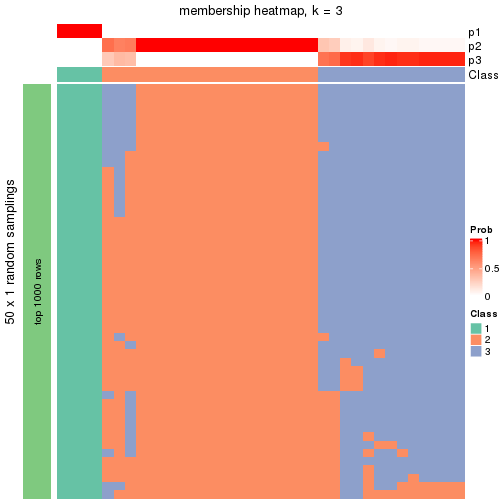 membership heatmap, k = 3
p1
p2
p3
Class
50 x 1 random samplings
top 1000 rows
Prob
1
0.5
0
Class
1
2
3